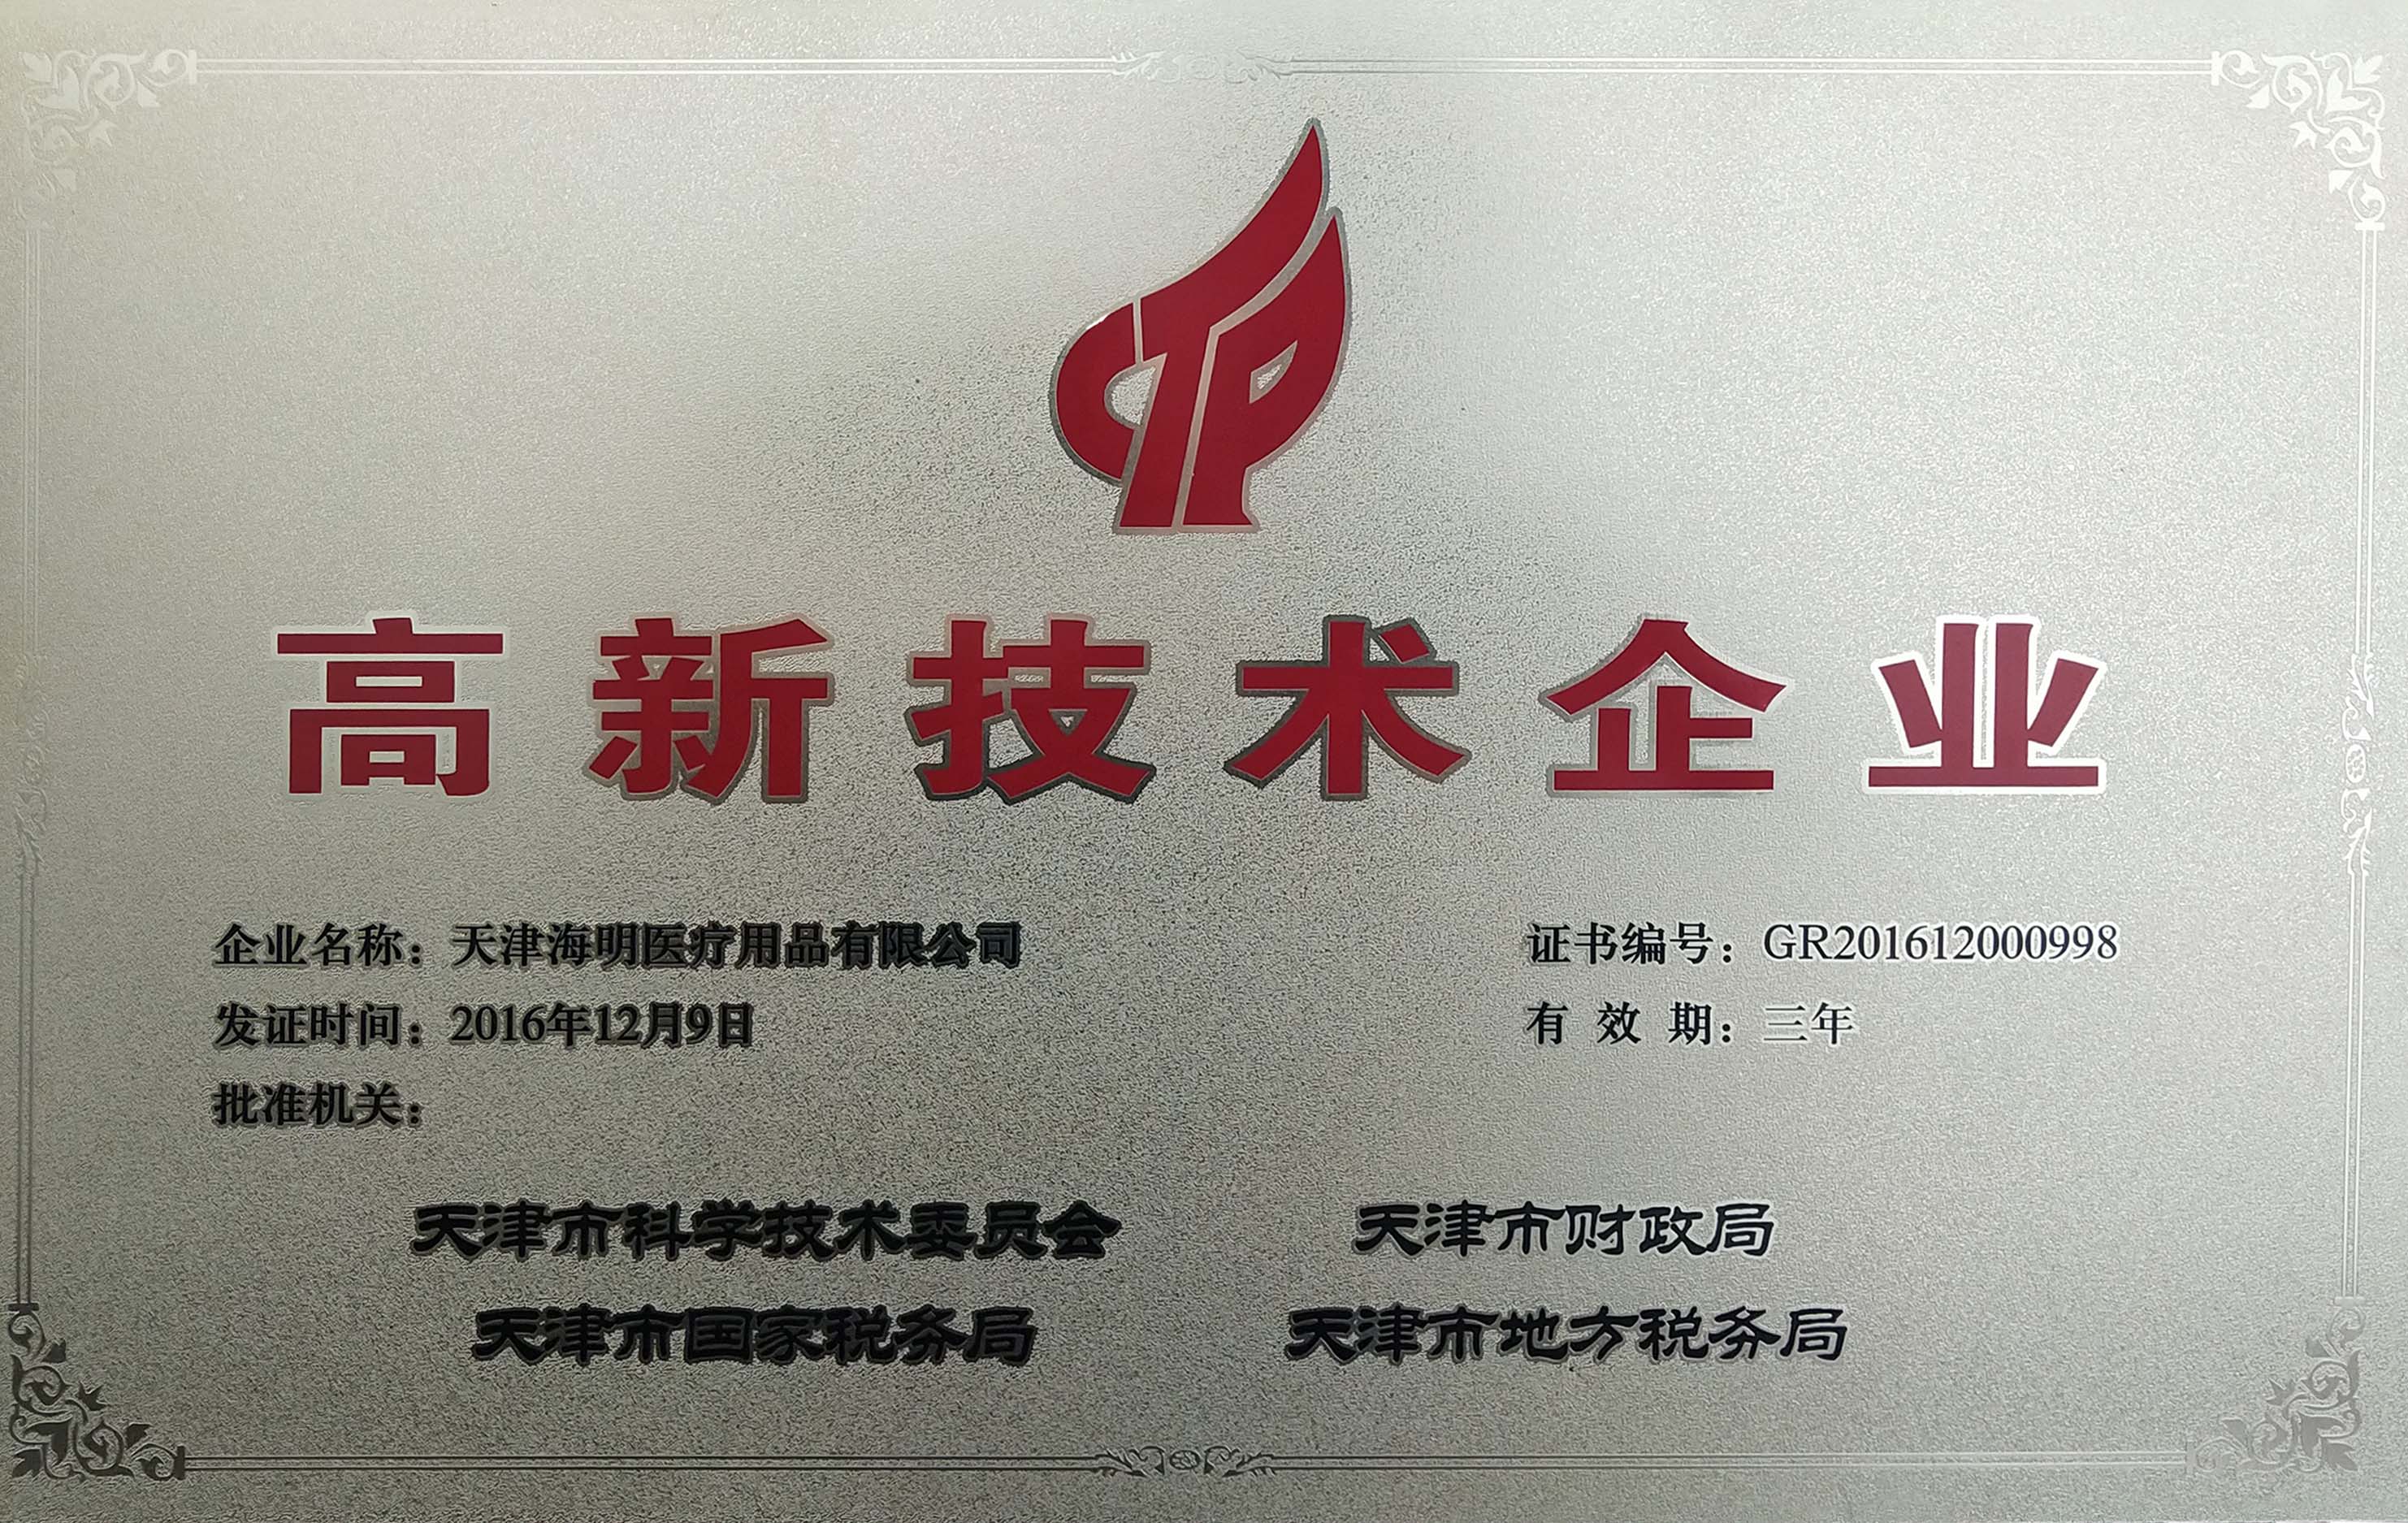 高新技术企业
企业名称：天津海明医疗用品有限公司
证书编号：GR201612000998
发证时间：2016年12月9日
有效期：三年
批准机关：
天津市科学技术委员会
天津市财政局
天津市国家税务局
天津市地方税务局